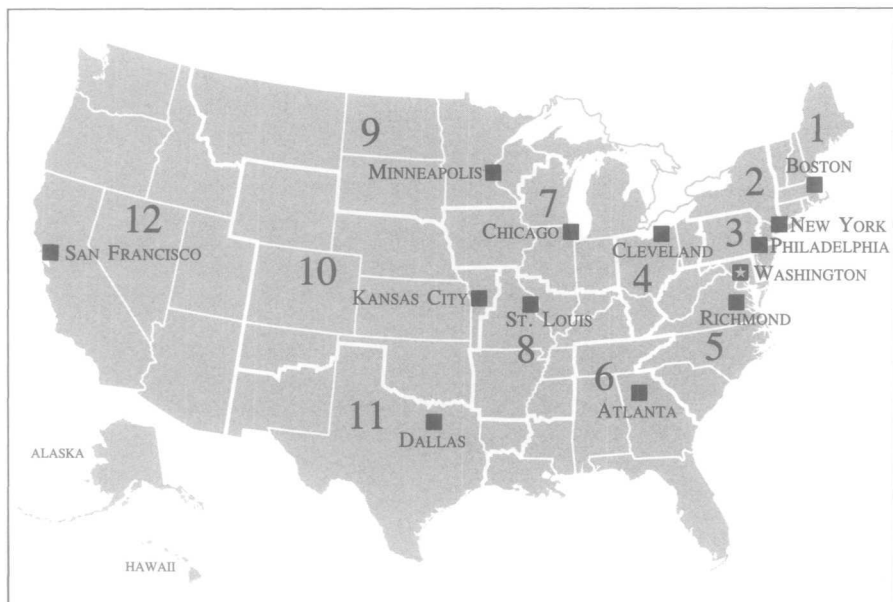 1
9
BOSTON
MINNEAPOLIS
2
7
12
NEW YORK
CHICAGO
3
CLEVELAND
PHILADELPHIA
SAN FRANCISCO
10
4
WASHINGTON
KANSAS CITY
ST. LOUIS
RICHMOND
8
5
6
11
ATLANTA
DALLAS
ALASKA
HAWAII